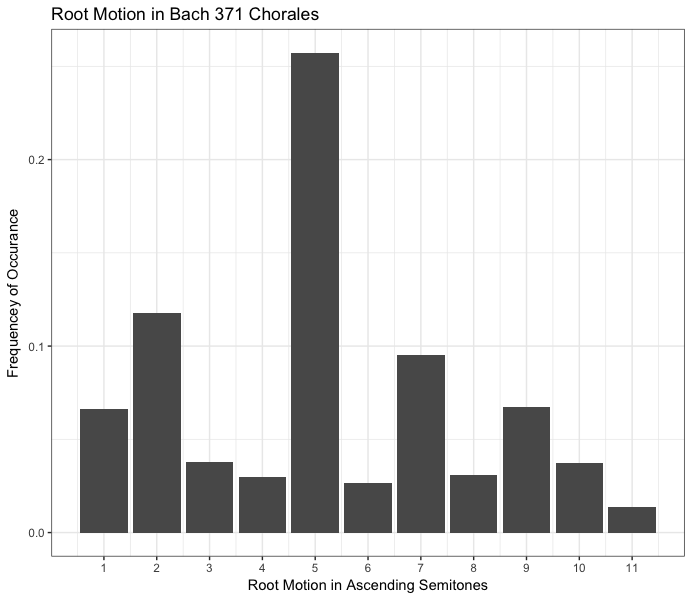 Root Motion in Bach 371 Chorales
Frequencey of Occurance
0.2
0.1
0.0
1 2 3 4 5 6 7 8 9 10 11
Root Motion in Ascending Semitones